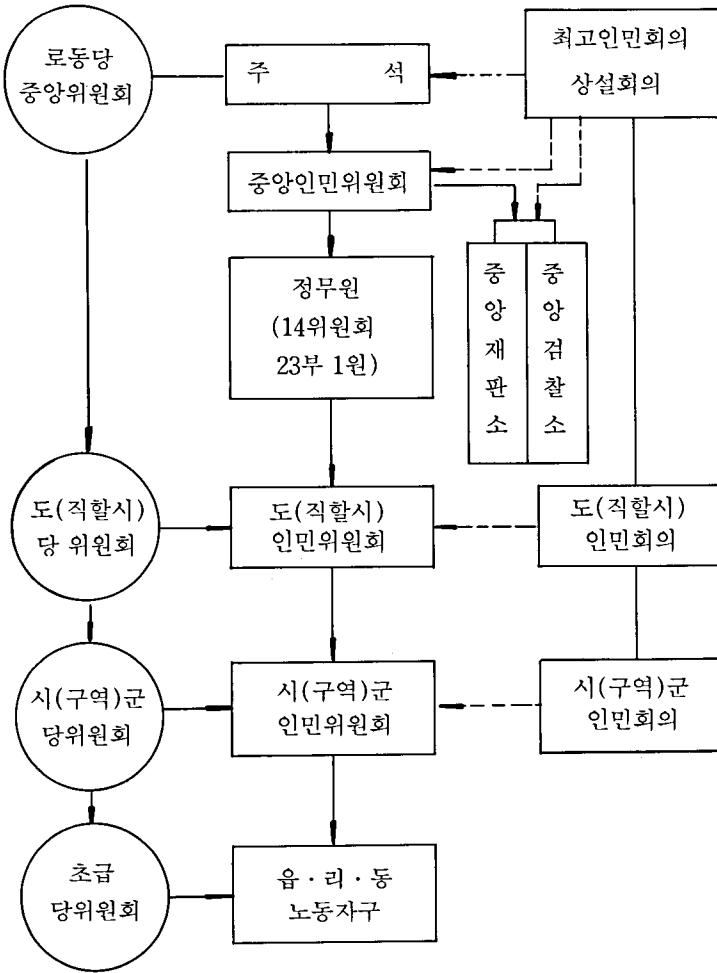 로동당
중앙위원회
주 석
최고인민회의
상설회의
중앙인민위원회
정무원
(14위원회
23부 1원)
중앙재판소
중앙검찰소
도(직할시)
당 위원회
도(직할시)
인민위원회
도(직할시)
인민회의
시(구역)군
당위원회
시(구역)군
인민위원회
시(구역)군
인민회의
초급
당위원회
읍·리·동
노동자구